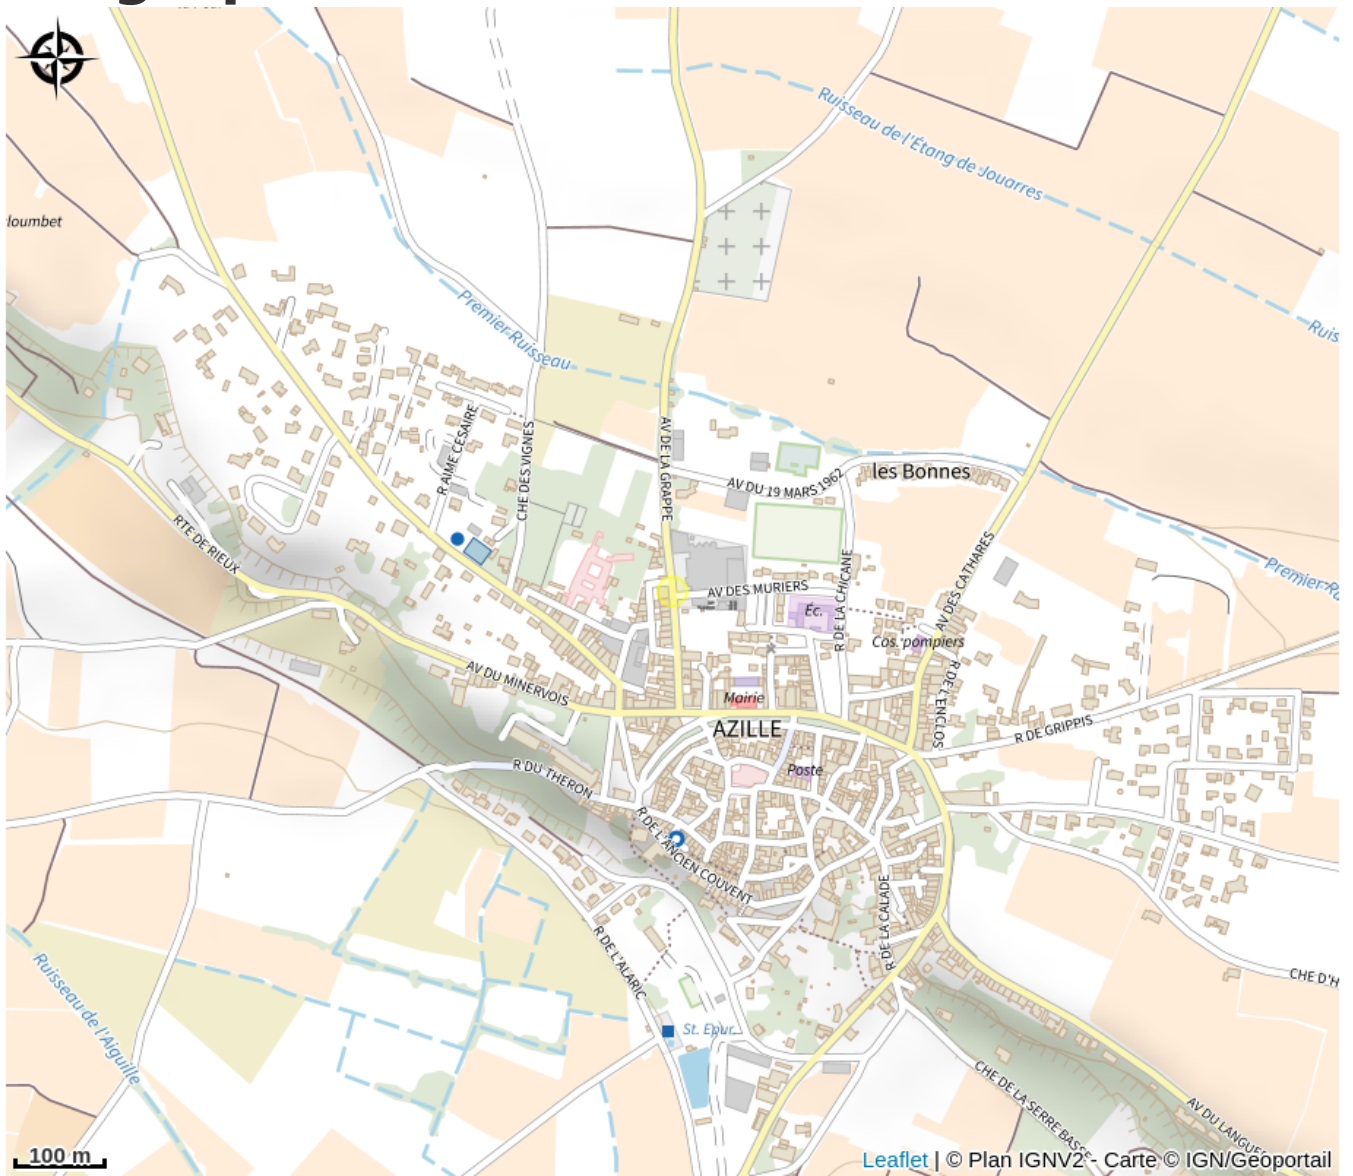 Ruisseau de l'Étang de Jouarres
loumbet
Premier Ruisseau
Ruis
AV DE LA GRAPPE
R AIME CESAIRE
CHE DES VIGNES
AV DU 19 MARS 1962
les Bonnes
RTE DE RIEUX
AV DES CATHARES
Premier Ru
AV DES MURIERS
R DE LA CHICANE
Éc.
Cos. pompiers
AV DU MINERVOIS
Mairie
R DE L'ENCLOS
AZILLE
R DE GRIPPIS
R DU THERON
Poste
R DE L'ANCIEN COUVENT
R DE LA CALADE
R DE L'ALARIC
Ruisseau de l'Aiguille
CHE D'H
St. Epur.
CHE DE LA SERRE BASSE
AV DU LANGUE
100 m
Leaflet | © Plan IGNV2 - Carte © IGN/Geoportail